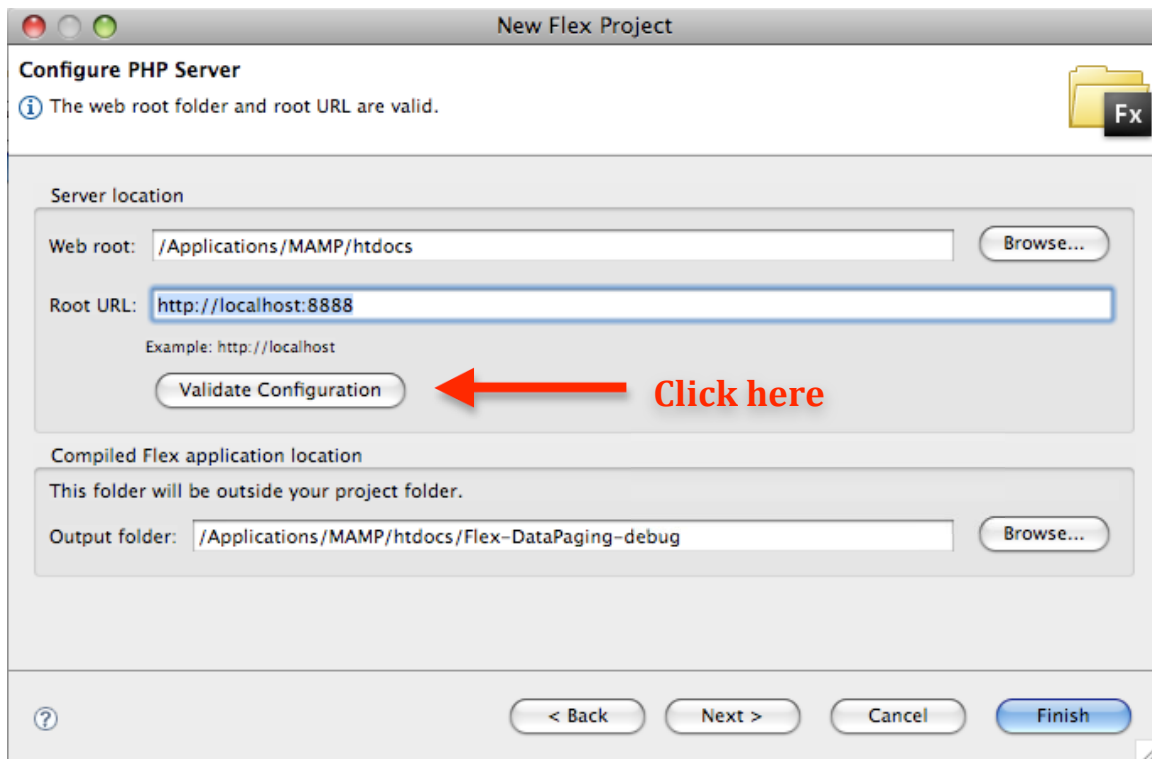 New Flex Project
Configure PHP Server
The web root folder and root URL are valid.
Fx
Server location
Web root: /Applications/MAMP/htdocs Browse...
Root URL: http://localhost:8888
Example: http://localhost
Validate Configuration Click here
Compiled Flex application location
This folder will be outside your project folder.
Output folder: /Applications/MAMP/htdocs/Flex-DataPaging-debug Browse...
? < Back Next > Cancel Finish